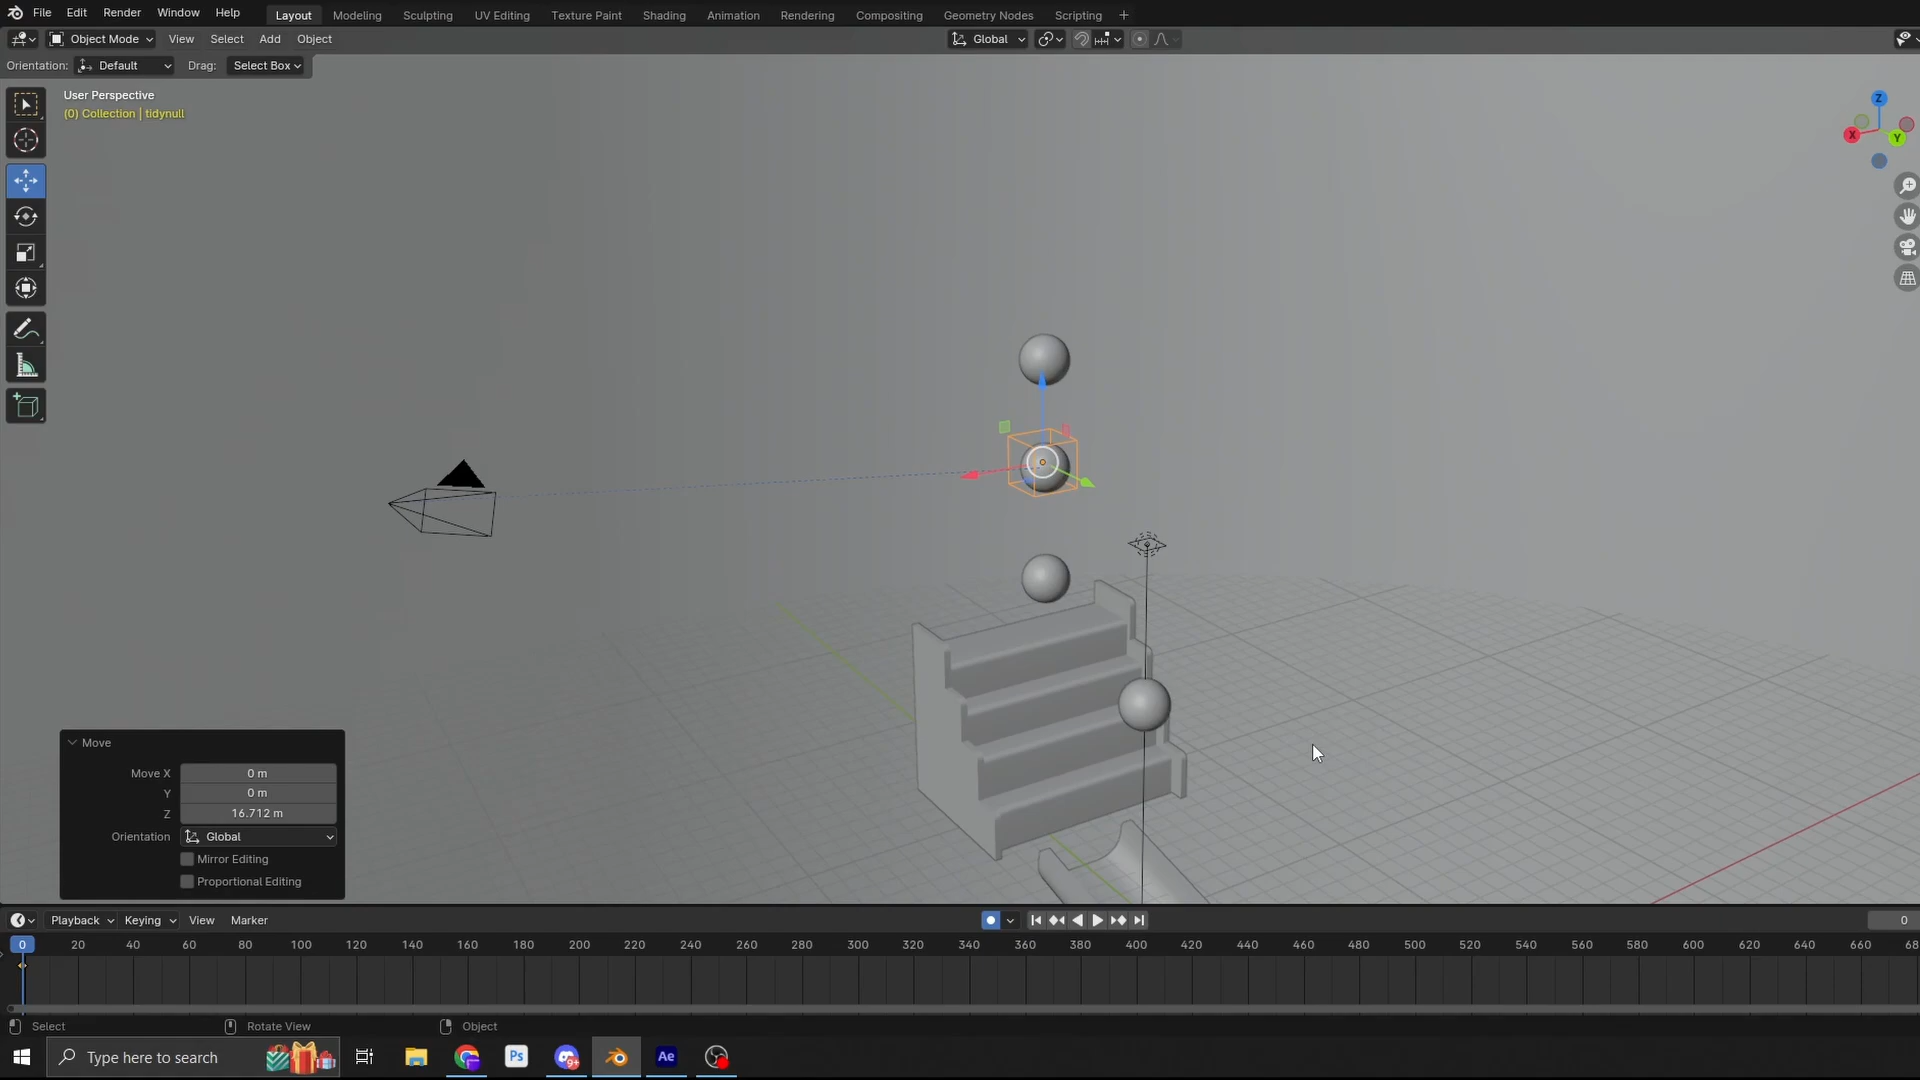 File Edit Render Window Help Layout Modeling Sculpting UV Editing Texture Paint Shading Animation Rendering Compositing Geometry Nodes Scripting +
Object Mode View Select Add Object Global
Orientation: Default Drag: Select Box
User Perspective
(0) Collection | tidynull
Z
X
Y
Move
Move X 0 m
Y 0 m
Z 16.712 m
Orientation Global
Mirror Editing
Proportional Editing
Playback Keying View Marker 0
0 20 40 60 80 100 120 140 160 180 200 220 240 260 280 300 320 340 360 380 400 420 440 460 480 500 520 540 560 580 600 620 640 660 68
Select Rotate View Object
Type here to search Ps 9+ Ae